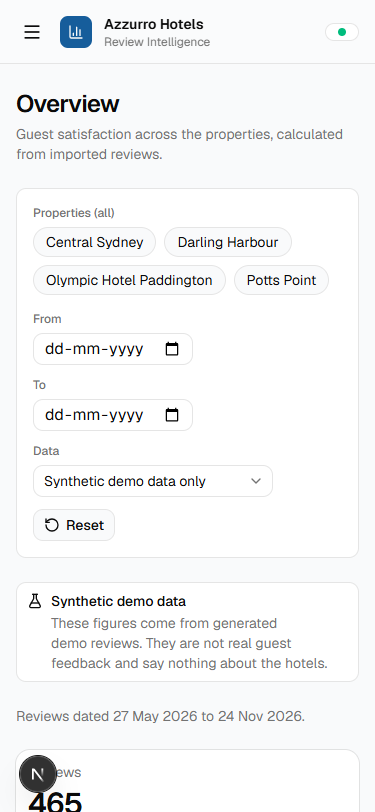 Azzurro Hotels
Review Intelligence
Overview
Guest satisfaction across the properties, calculated
from imported reviews.
Properties (all)
Central Sydney
Darling Harbour
Olympic Hotel Paddington
Potts Point
From
dd-mm-yyyy
To
dd-mm-yyyy
Data
Synthetic demo data only
Reset
Synthetic demo data
These figures come from generated
demo reviews. They are not real guest
feedback and say nothing about the hotels.
Reviews dated 27 May 2026 to 24 Nov 2026.
N
465